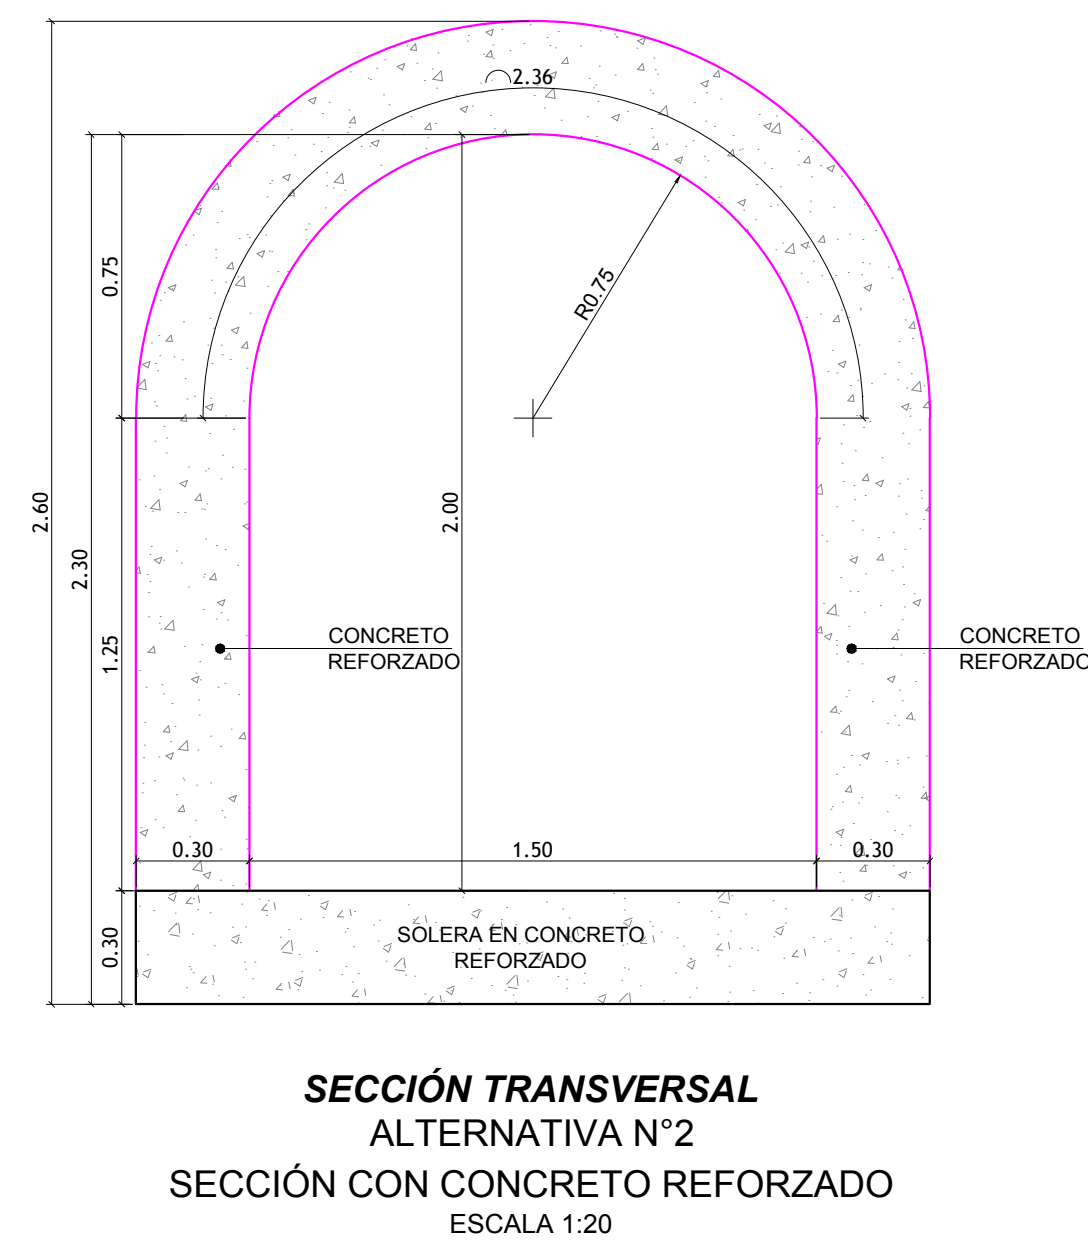 2.36
0.75
R0.75
2.60
2.30
2.00
1.25
CONCRETO
REFORZADO
CONCRETO
REFORZADO
0.30
1.50
0.30
0.30
SOLERA EN CONCRETO
REFORZADO
SECCIÓN TRANSVERSAL
ALTERNATIVA N°2
SECCIÓN CON CONCRETO REFORZADO
ESCALA 1:20